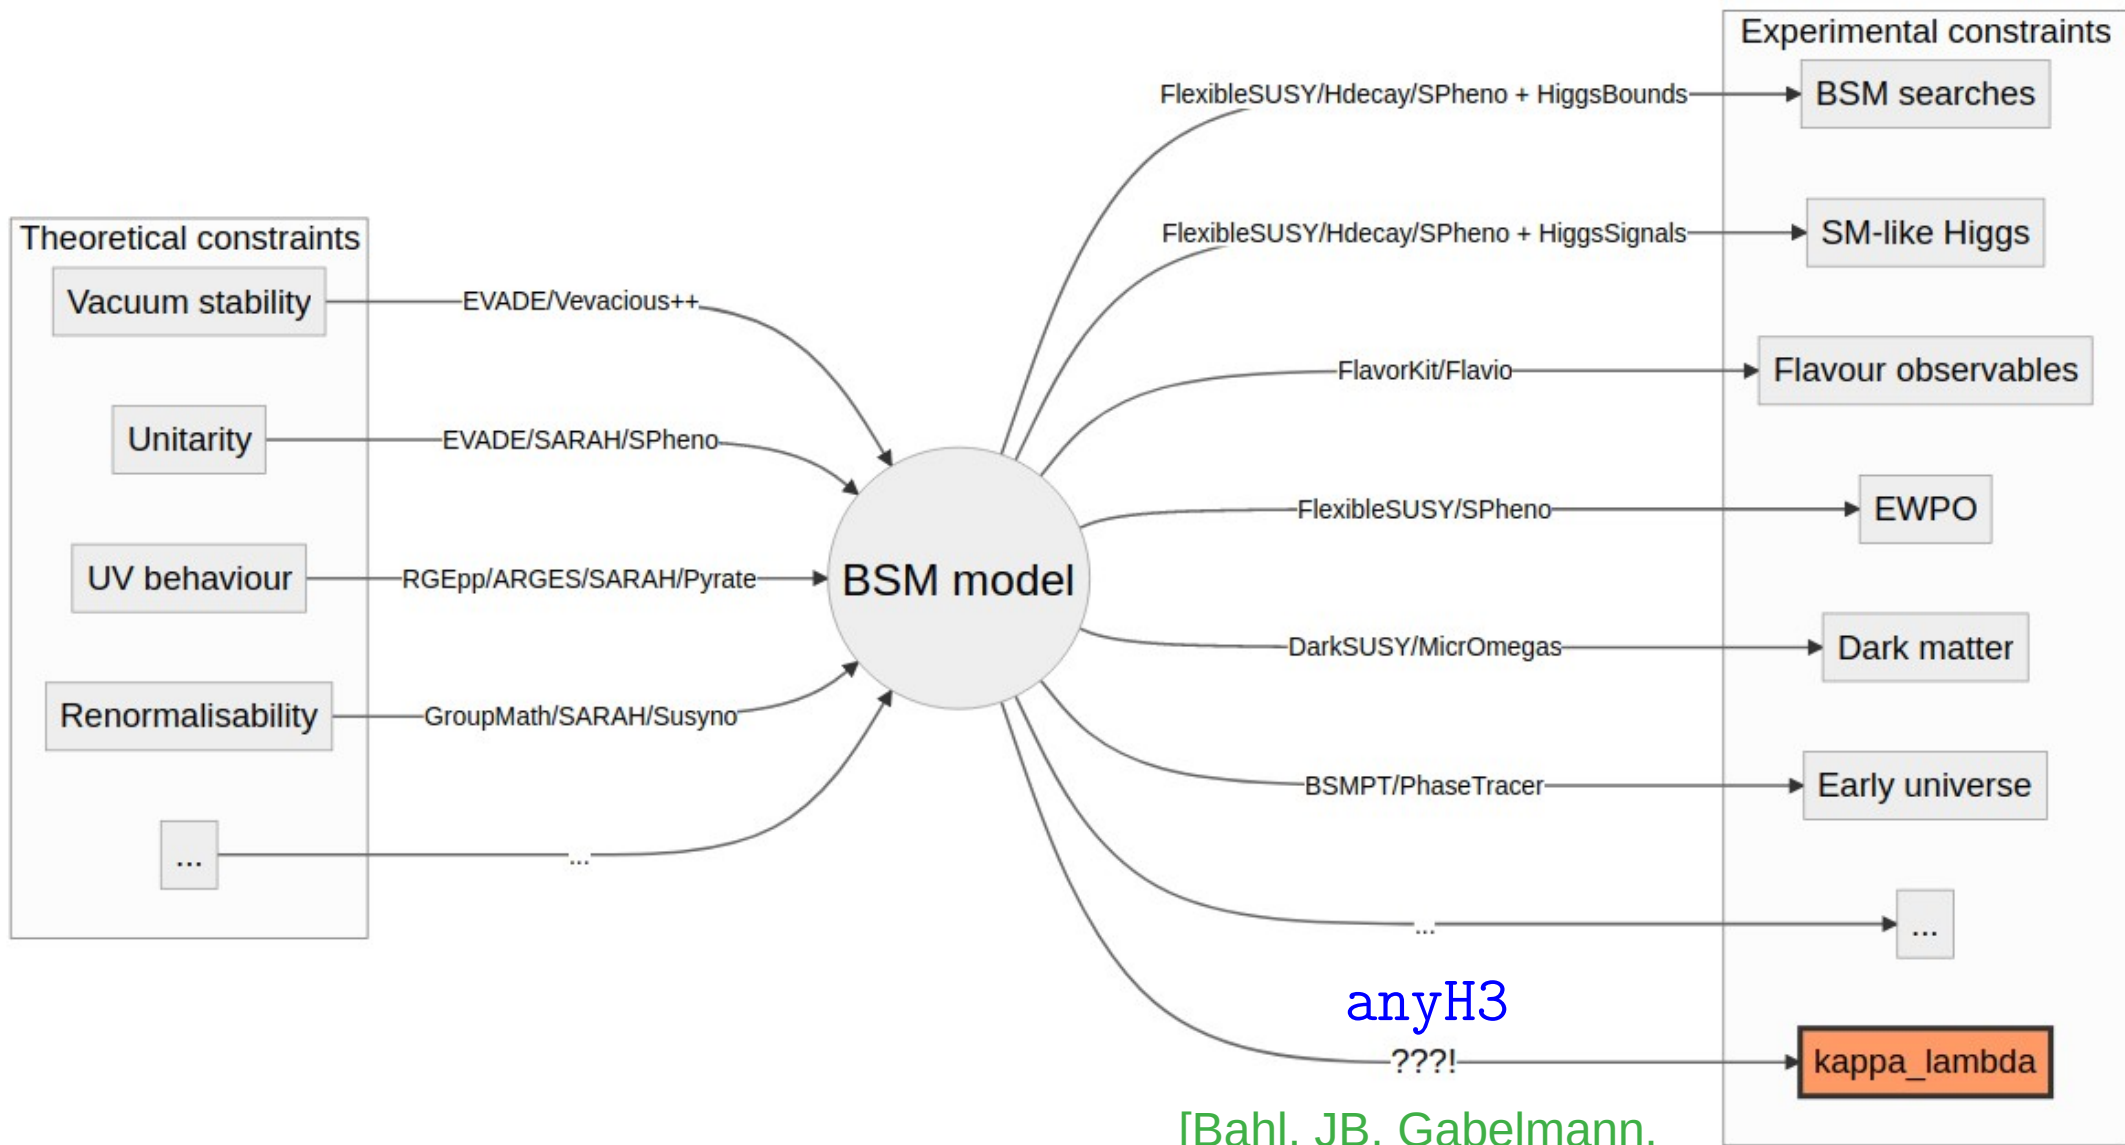 Theoretical constraints
Vacuum stability
EVADE/Vevacious++
Unitarity
EVADE/SARAH/SPheno
UV behaviour
RGEpp/ARGES/SARAH/Pyrate
Renormalisability
GroupMath/SARAH/Susyno
...
...
BSM model
Experimental constraints
FlexibleSUSY/Hdecay/SPheno + HiggsBounds
BSM searches
FlexibleSUSY/Hdecay/SPheno + HiggsSignals
SM-like Higgs
FlavorKit/Flavio
Flavour observables
FlexibleSUSY/SPheno
EWPO
DarkSUSY/MicrOmegas
Dark matter
BSMPT/PhaseTracer
Early universe
...
...
anyH3
???!
kappa_lambda
[Bahl, JB, Gabelmann,